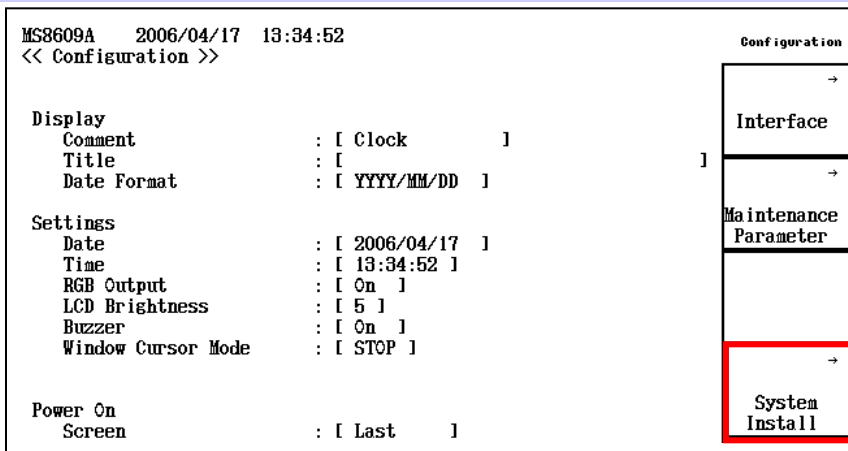 MS8609A 2006/04/17 13:34:52
<< Configuration >>
Display
Comment : [ Clock ]
Title : [ ]
Date Format : [ YYYY/MM/DD ]
Settings
Date : [ 2006/04/17 ]
Time : [ 13:34:52 ]
RGB Output : [ On ]
LCD Brightness : [ 5 ]
Buzzer : [ On ]
Window Cursor Mode : [ STOP ]
Power On
Screen : [ Last ]
Configuration
→
Interface
→
Maintenance
Parameter
→
System
Install